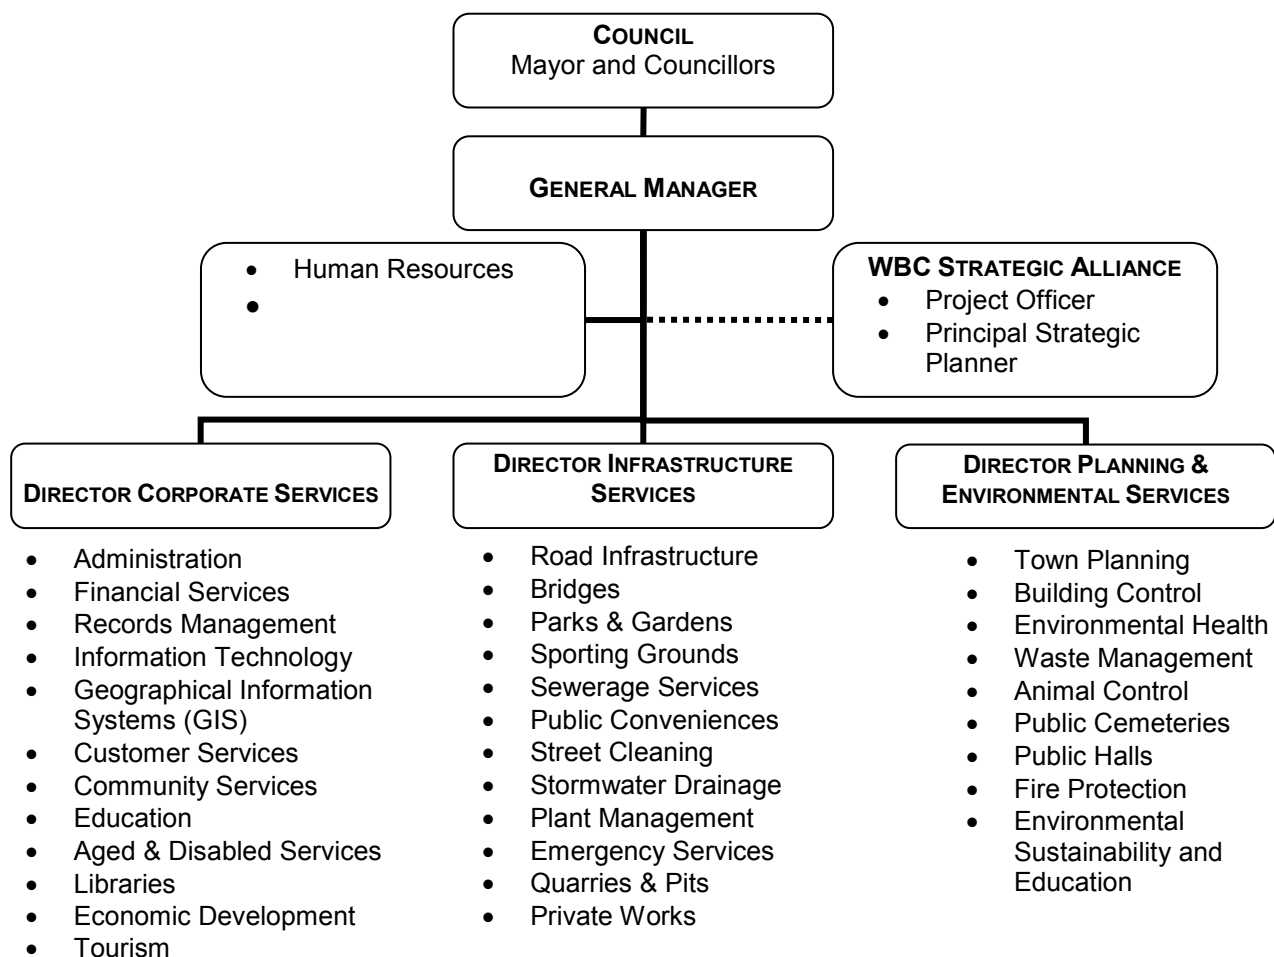 COUNCIL
Mayor and Councillors
GENERAL MANAGER
• Human Resources
•
WBC STRATEGIC ALLIANCE
• Project Officer
• Principal Strategic
Planner
DIRECTOR CORPORATE SERVICES
• Administration
• Financial Services
• Records Management
• Information Technology
• Geographical Information
Systems (GIS)
• Customer Services
• Community Services
• Education
• Aged & Disabled Services
• Libraries
• Economic Development
• Tourism
DIRECTOR INFRASTRUCTURE
SERVICES
• Road Infrastructure
• Bridges
• Parks & Gardens
• Sporting Grounds
• Sewerage Services
• Public Conveniences
• Street Cleaning
• Stormwater Drainage
• Plant Management
• Emergency Services
• Quarries & Pits
• Private Works
DIRECTOR PLANNING &
ENVIRONMENTAL SERVICES
• Town Planning
• Building Control
• Environmental Health
• Waste Management
• Animal Control
• Public Cemeteries
• Public Halls
• Fire Protection
• Environmental
Sustainability and
Education